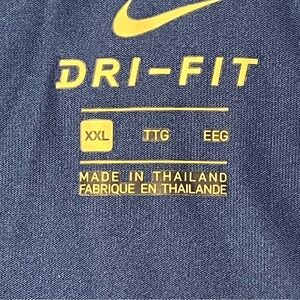 DRI-FIT
XXL TTG EEG
MADE IN THAILAND
FABRIQUE EN THAILANDE